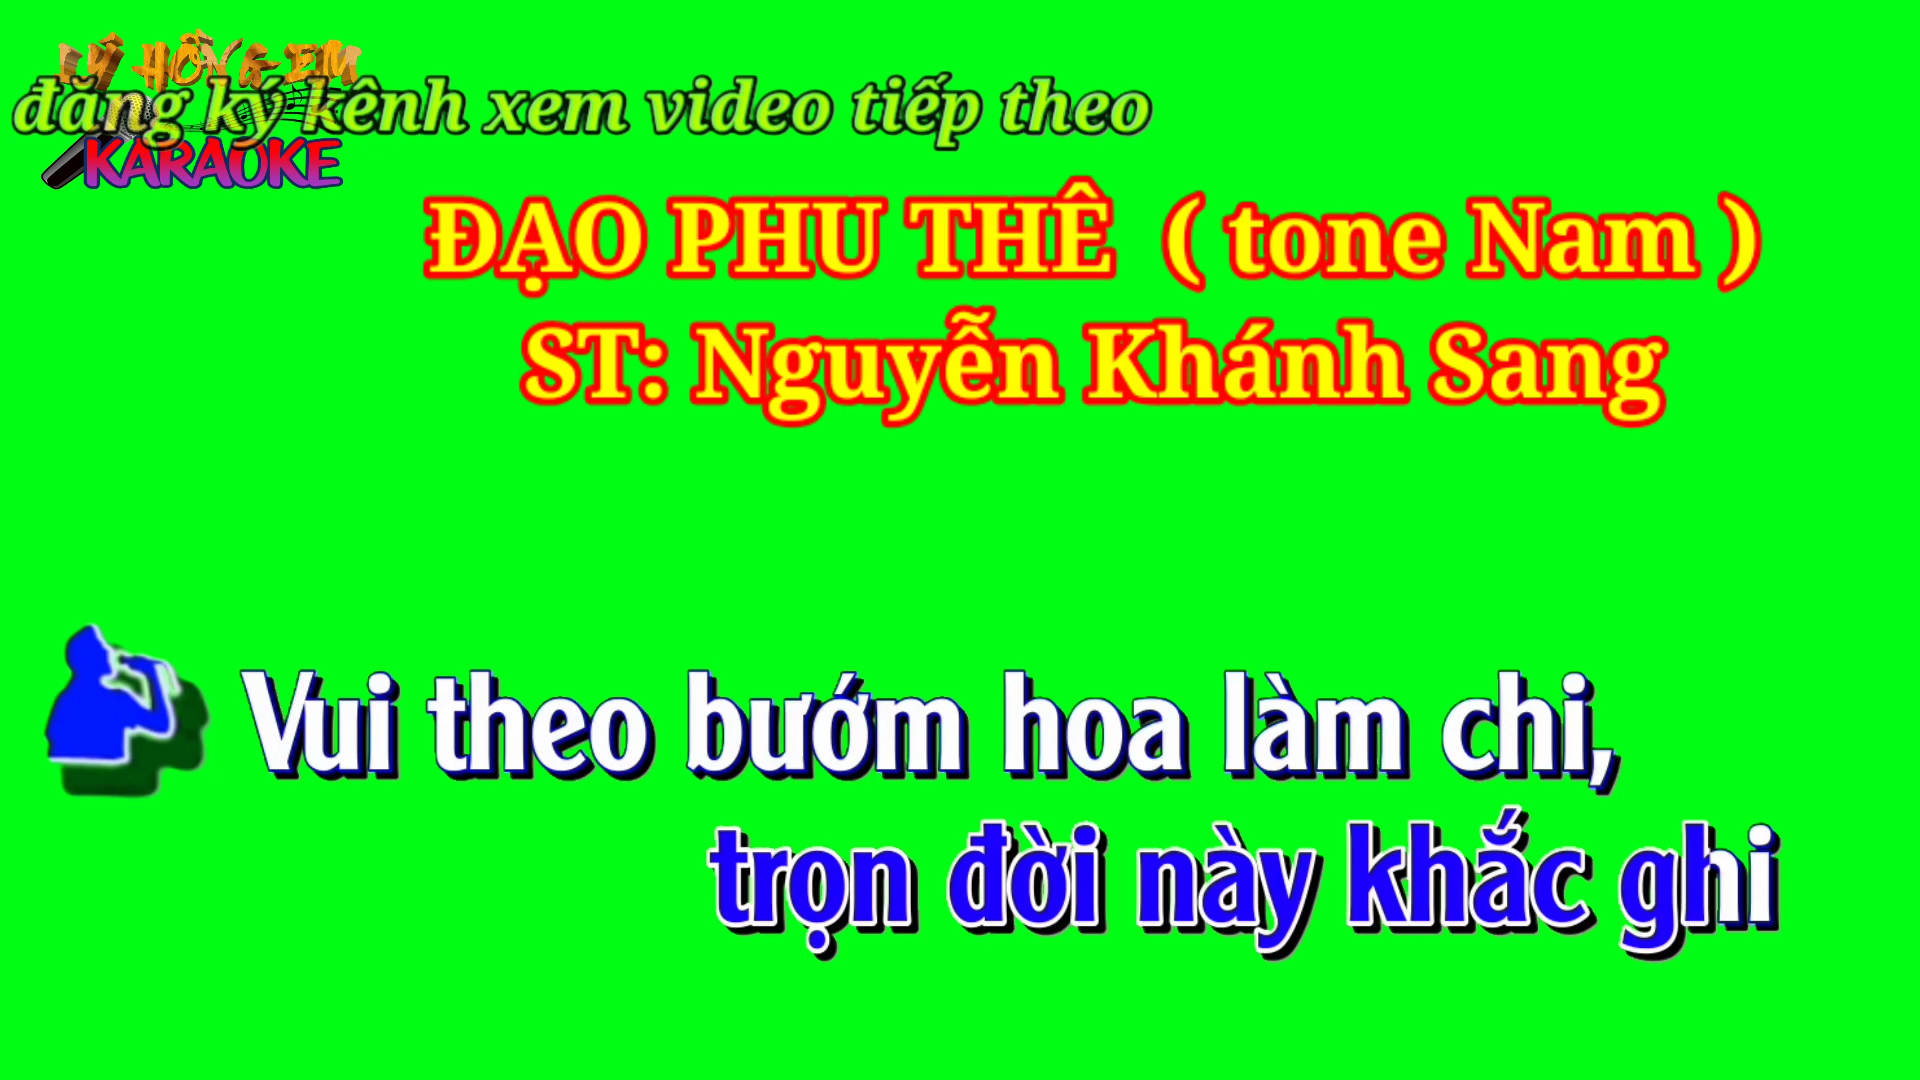 LÝ HỒNG EM
đăng ký kênh xem video tiếp theo
KARAOKE
ĐẠO PHU THÊ ( tone Nam )
ST: Nguyễn Khánh Sang
Vui theo bướm hoa làm chi,
trọn đời này khắc ghi